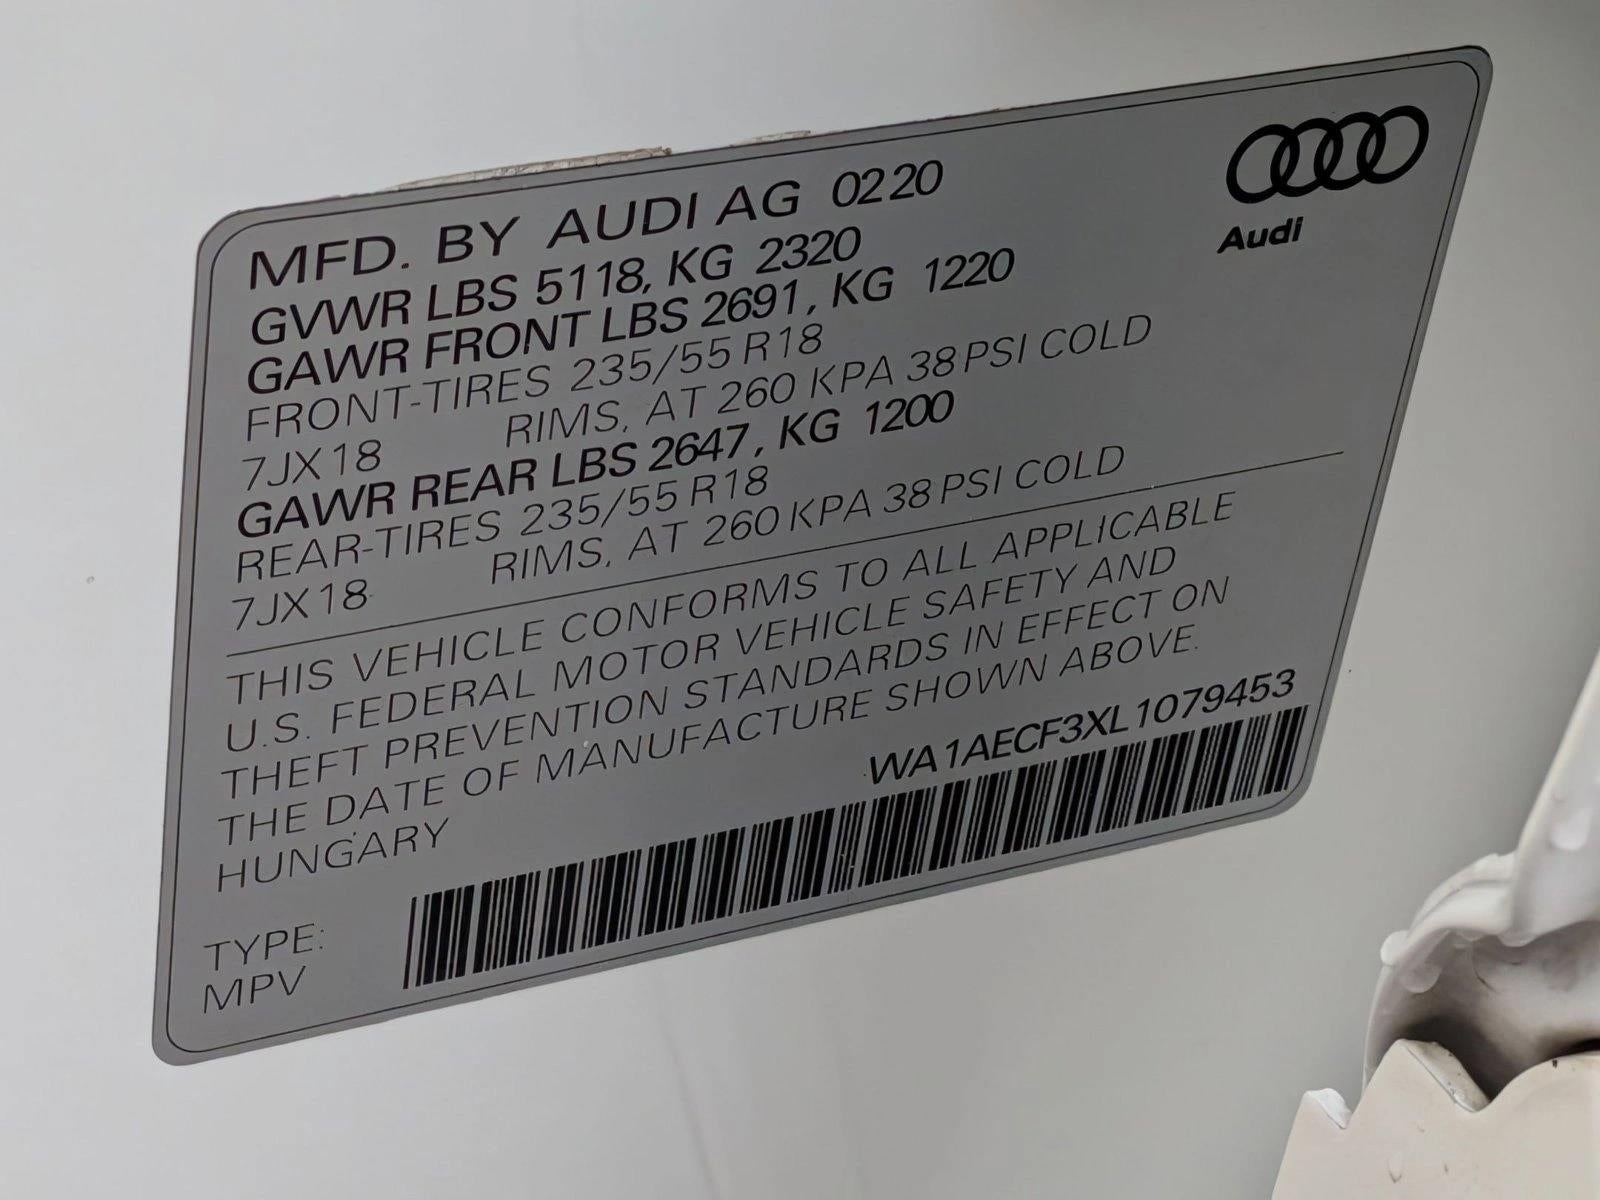 MFD. BY AUDI AG 0220
GVWR LBS 5118, KG 2320
GAWR FRONT LBS 2691, KG 1220
FRONT-TIRES 235/55 R18
7JX18 RIMS, AT 260 KPA 38 PSI COLD
GAWR REAR LBS 2647, KG 1200
REAR-TIRES 235/55 R18
7JX18 RIMS, AT 260 KPA 38 PSI COLD
THIS VEHICLE CONFORMS TO ALL APPLICABLE
U.S. FEDERAL MOTOR VEHICLE SAFETY AND
THEFT PREVENTION STANDARDS IN EFFECT ON
THE DATE OF MANUFACTURE SHOWN ABOVE.
HUNGARY
WA1AECF3XL1079453
TYPE:
MPV
Audi